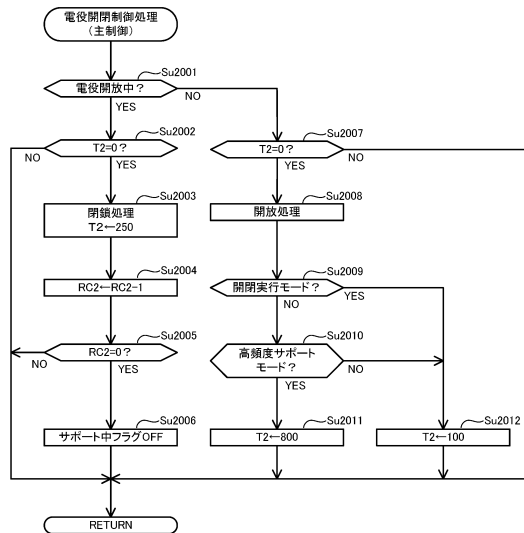 電役開閉制御処理
（主制御）
Su2001
電役開放中？
NO
YES
Su2002
T2=0？
NO
YES
Su2007
T2=0？
NO
YES
Su2003
閉鎖処理
T2←250
Su2008
開放処理
Su2004
RC2←RC2-1
Su2009
開閉実行モード？
YES
NO
Su2005
RC2=0？
NO
YES
Su2010
高頻度サポート
モード？
NO
YES
Su2006
サポート中フラグOFF
Su2011
T2←800
Su2012
T2←100
RETURN